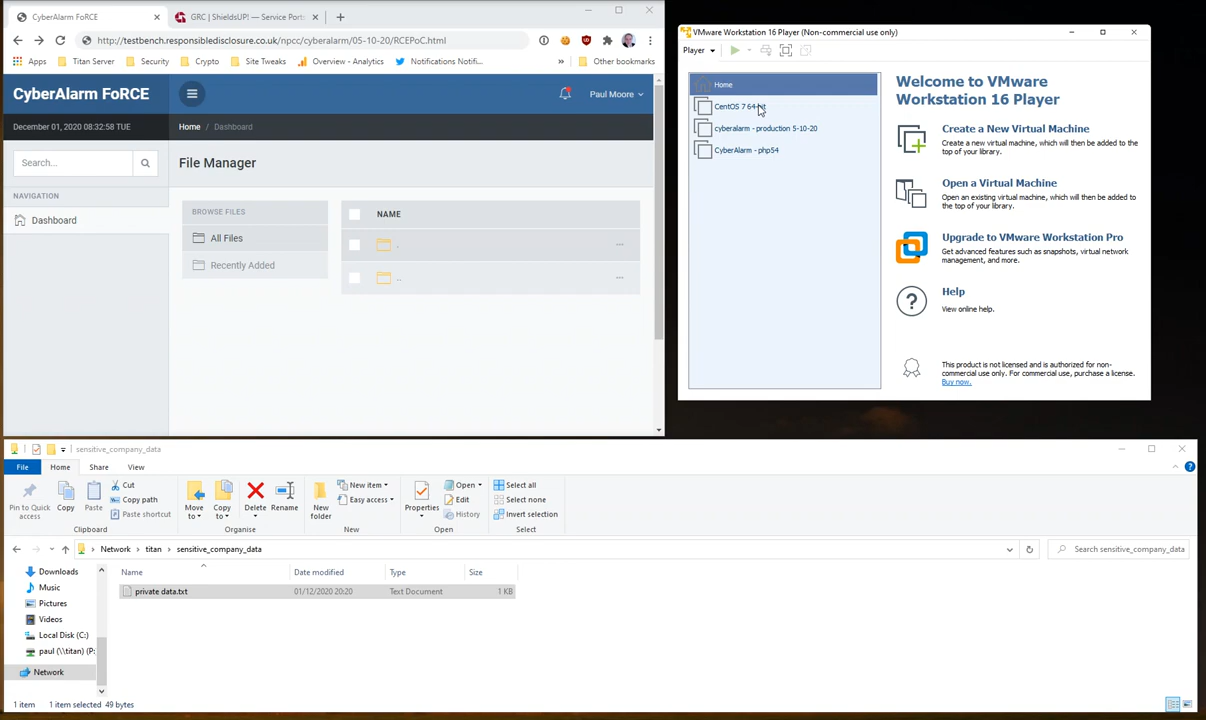 CyberAlarm FoRCE
GRC | ShieldsUP! — Service Ports
http://testbench.responsibledisclosure.co.uk/npcc/cyberalarm/05-10-20/RCEPoC.html
Apps Titan Server Security Crypto Site Tweaks Overview - Analytics Notifications Notifi... » Other bookmarks
CyberAlarm FoRCE
Paul Moore
December 01, 2020 08:32:58 TUE
Home Dashboard
Search...
File Manager
NAVIGATION
Dashboard
BROWSE FILES
All Files
Recently Added
NAME
.
..
VMware Workstation 16 Player (Non-commercial use only)
Player
Home
CentOS 7 64-bit
cyberalarm - production 5-10-20
CyberAlarm - php54
Welcome to VMware
Workstation 16 Player
Create a New Virtual Machine
Create a new virtual machine, which will then be added to the
top of your library.
Open a Virtual Machine
Open an existing virtual machine, which will then be added to
the top of your library.
Upgrade to VMware Workstation Pro
Get advanced features such as snapshots, virtual network
management, and more.
Help
View online help.
This product is not licensed and is authorized for non-
commercial use only. For commercial use, purchase a license.
Buy now.
sensitive_company_data
File Home Share View
Pin to Quick
access
Copy
Paste
Cut
Copy path
Paste shortcut
Clipboard
Move
to
Copy
to
Delete
Rename
Organise
New
folder
New item
Easy access
New
Properties
Open
Edit
History
Open
Select all
Select none
Invert selection
Select
Network titan sensitive_company_data
Search sensitive_company_data
Downloads
Music
Pictures
Videos
Local Disk (C:)
paul (\\titan) (P:
Network
Name Date modified Type Size
private data.txt 01/12/2020 20:20 Text Document 1 KB
1 item 1 item selected 49 bytes